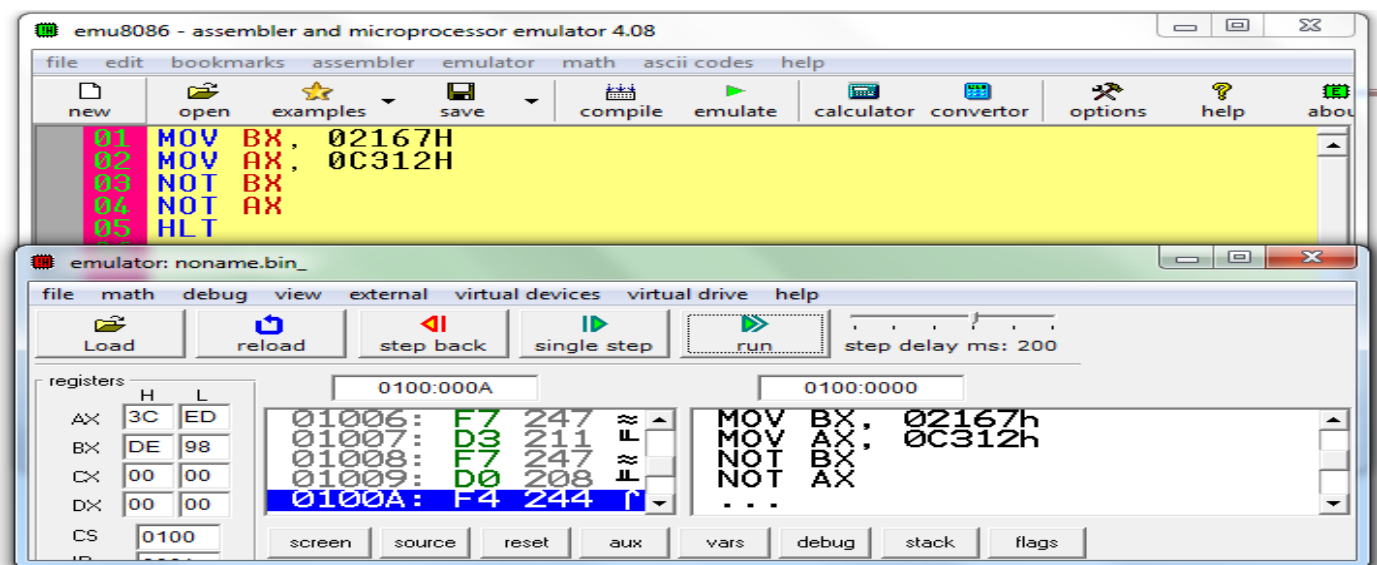 emu8086 - assembler and microprocessor emulator 4.08
file edit bookmarks assembler emulator math ascii codes help
new open examples save compile emulate calculator convertor options help
01 MOV BX, 02167H
02 MOV AX, 0C312H
03 NOT BX
04 NOT AX
05 HLT
emulator: noname.bin_
file math debug view external virtual devices virtual drive help
Load reload step back single step run step delay ms: 200
registers
H L
0100:000A 0100:0000
AX 3C ED
BX DE 98
CX 00 00
DX 00 00
CS 0100
01006: F7 247 ≈
01007: D3 211 ╙
01008: F7 247 ≈
01009: D0 208 ╨
0100A: F4 244 ⌠
MOV BX, 02167h
MOV AX, 0C312h
NOT BX
NOT AX
...
screen source reset aux vars debug stack flags